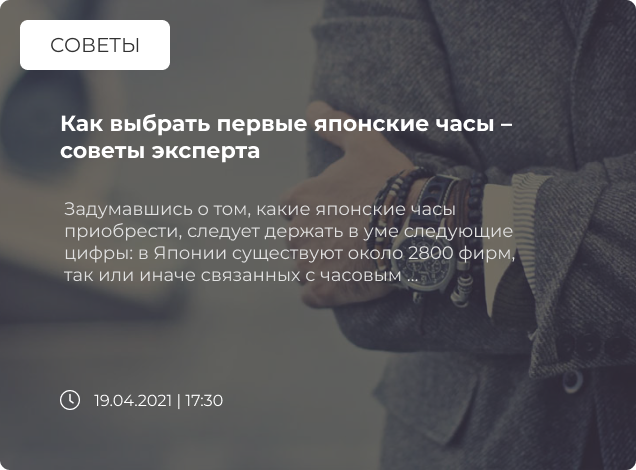 СОВЕТЫ
Как выбрать первые японские часы –
советы эксперта
Задумавшись о том, какие японские часы
приобрести, следует держать в уме следующие
цифры: в Японии существуют около 2800 фирм,
так или иначе связанных с часовым ...
19.04.2021 | 17:30